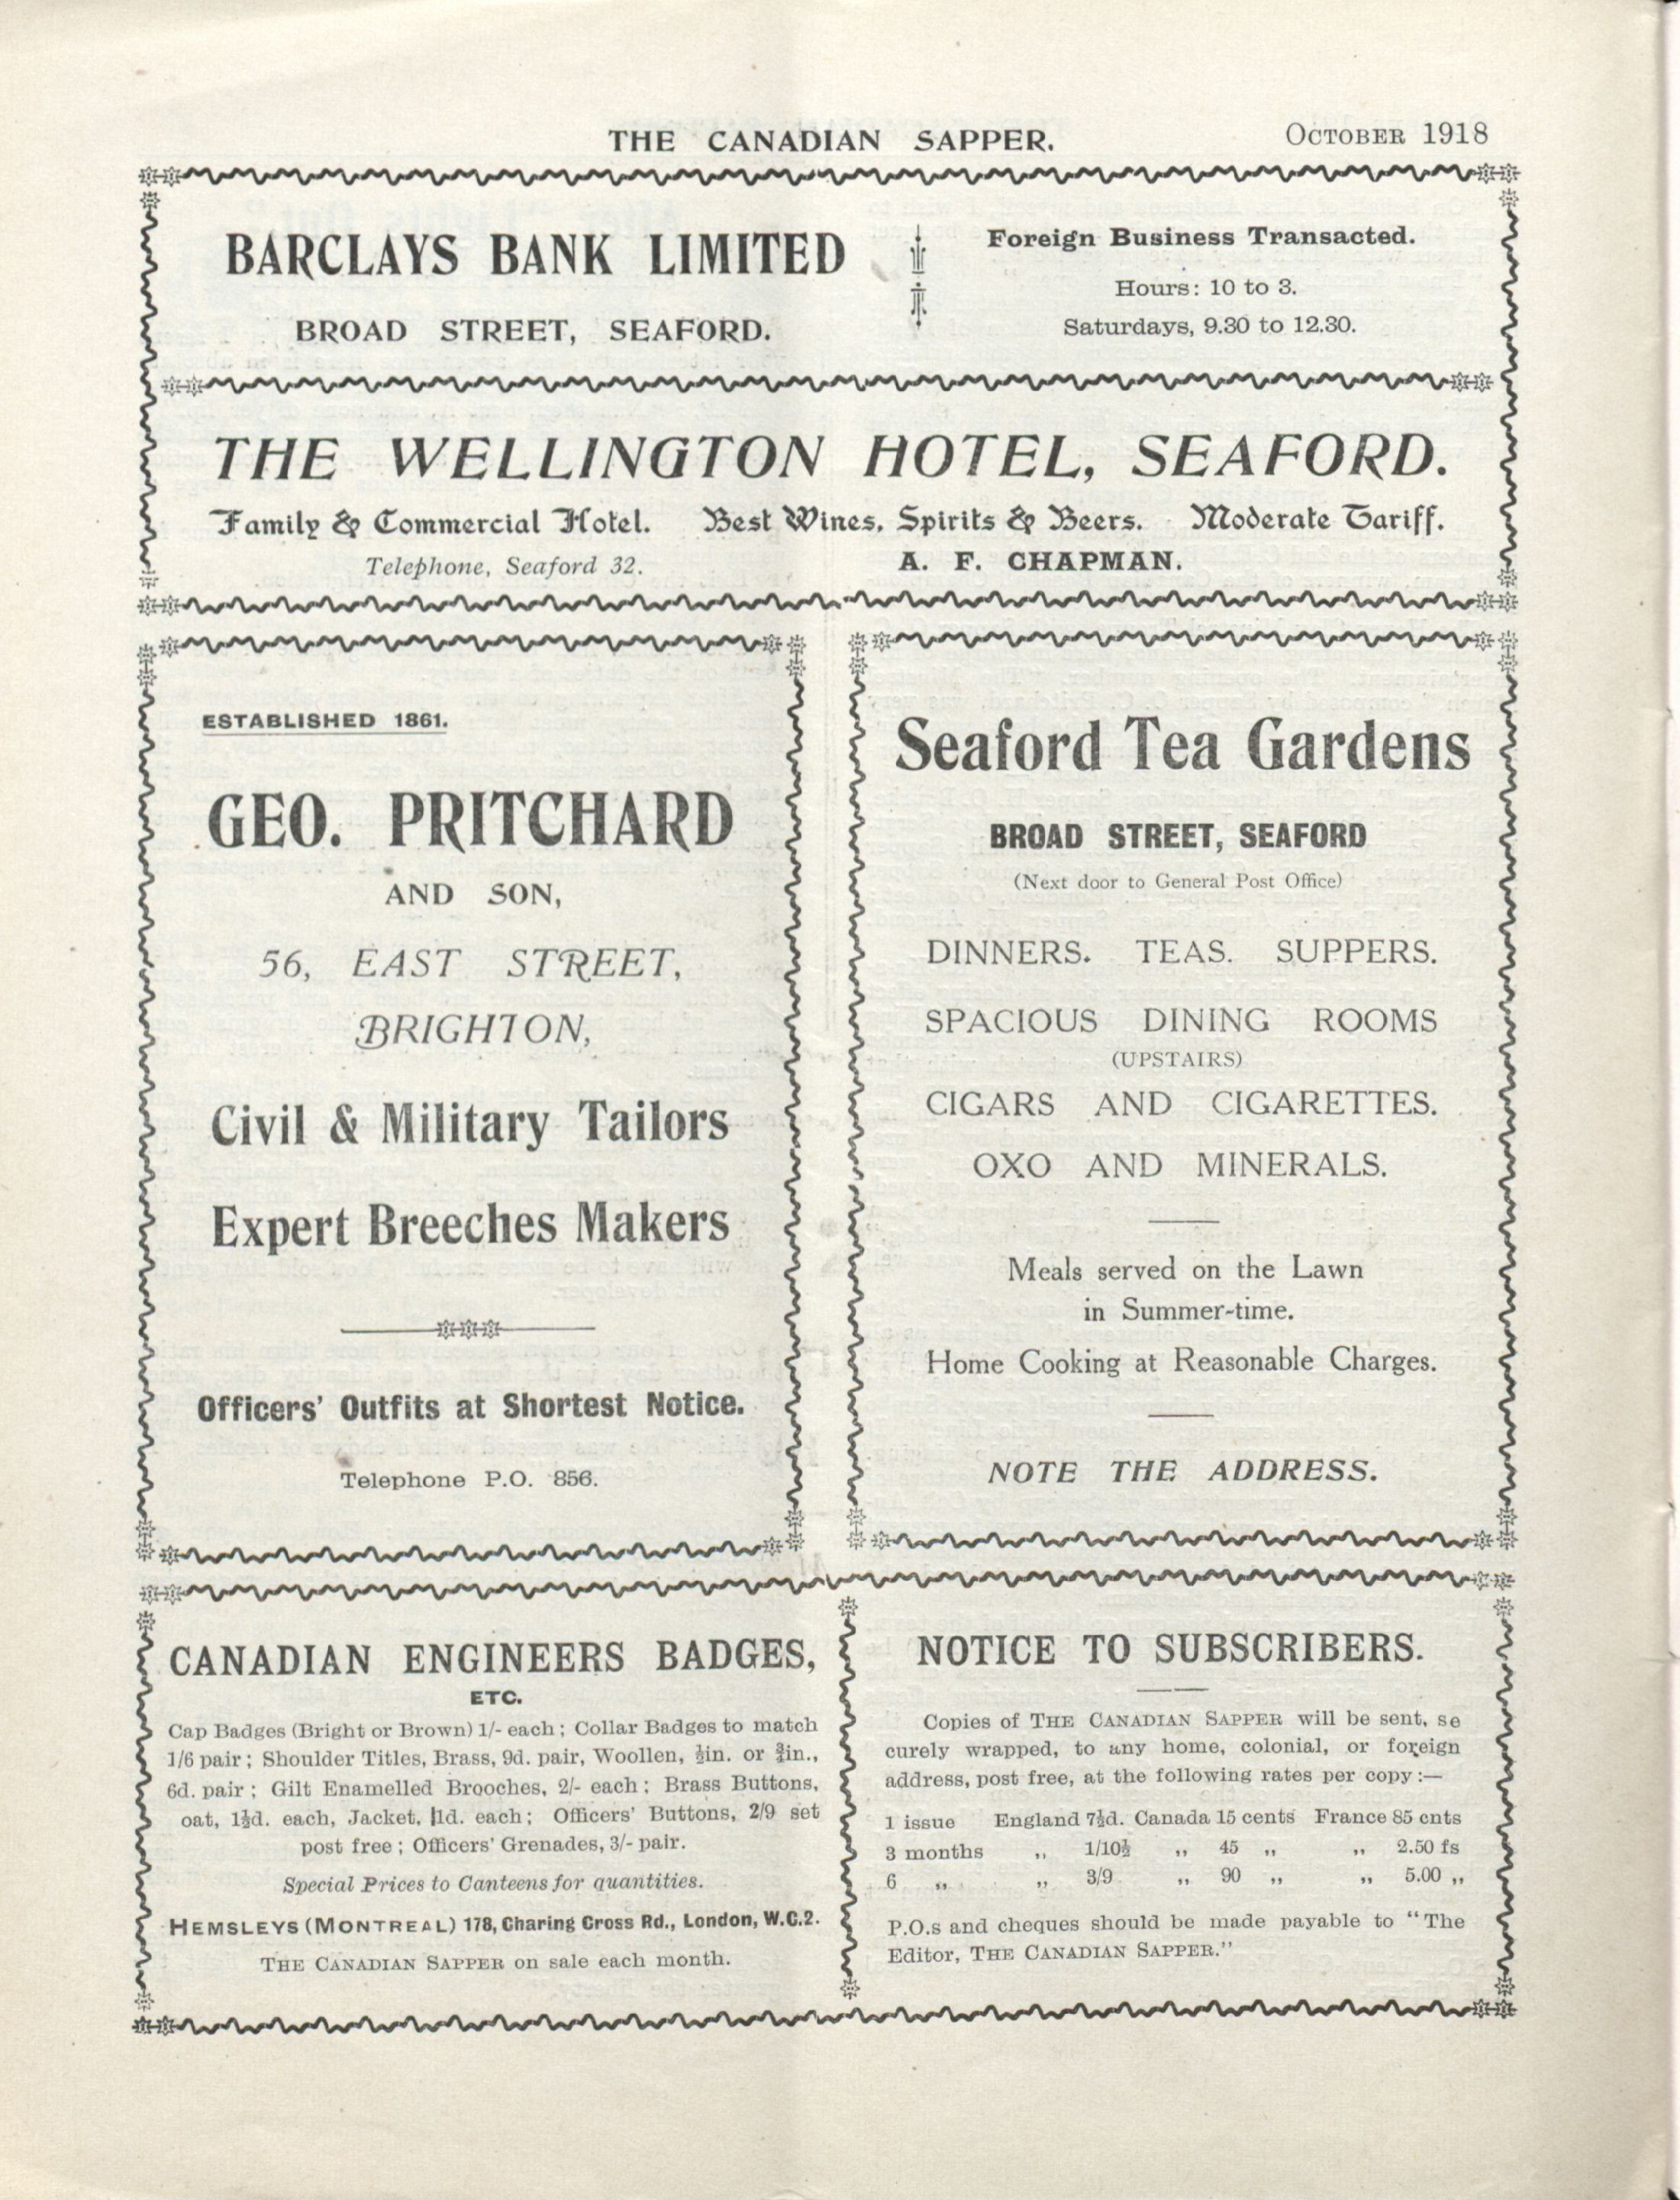 THE CANADIAN SAPPER.
OCTOBER 1918
BARCLAYS BANK LIMITED
BROAD STREET, SEAFORD.
Foreign Business Transacted.
Hours: 10 to 3.
Saturdays, 9.30 to 12.30.
THE WELLINGTON HOTEL, SEAFORD.
Family & Commercial Hotel. Best Wines, Spirits & Beers. Moderate Tariff.
Telephone, Seaford 32.
A. F. CHAPMAN.
ESTABLISHED 1861.
GEO. PRITCHARD
AND SON,
56, EAST STREET,
BRIGHTON,
Civil & Military Tailors
Expert Breeches Makers
Officers' Outfits at Shortest Notice.
Telephone P.O. 856.
Seaford Tea Gardens
BROAD STREET, SEAFORD
(Next door to General Post Office)
DINNERS. TEAS. SUPPERS.
SPACIOUS DINING ROOMS
(UPSTAIRS)
CIGARS AND CIGARETTES.
OXO AND MINERALS.
Meals served on the Lawn
in Summer-time.
Home Cooking at Reasonable Charges.
NOTE THE ADDRESS.
CANADIAN ENGINEERS BADGES,
ETC.
Cap Badges (Bright or Brown) 1/- each; Collar Badges to match
1/6 pair; Shoulder Titles, Brass, 9d. pair, Woollen, ½in. or ¾in.,
6d. pair; Gilt Enamelled Brooches, 2/- each; Brass Buttons,
oat, 1½d. each, Jacket, 1d. each; Officers' Buttons, 2/9 set
post free; Officers' Grenades, 3/- pair.
Special Prices to Canteens for quantities.
HEMSLEYS (MONTREAL) 178, Charing Cross Rd., London, W.C.2.
THE CANADIAN SAPPER on sale each month.
NOTICE TO SUBSCRIBERS.
Copies of THE CANADIAN SAPPER will be sent, se
curely wrapped, to any home, colonial, or foreign
address, post free, at the following rates per copy:—
1 issue England 7½d. Canada 15 cents France 85 cnts
3 months ,, 1/10½ ,, 45 ,, ,, 2.50 fs
6 ,, ,, 3/9 ,, 90 ,, ,, 5.00 ,,
P.O.s and cheques should be made payable to "The
Editor, THE CANADIAN SAPPER."